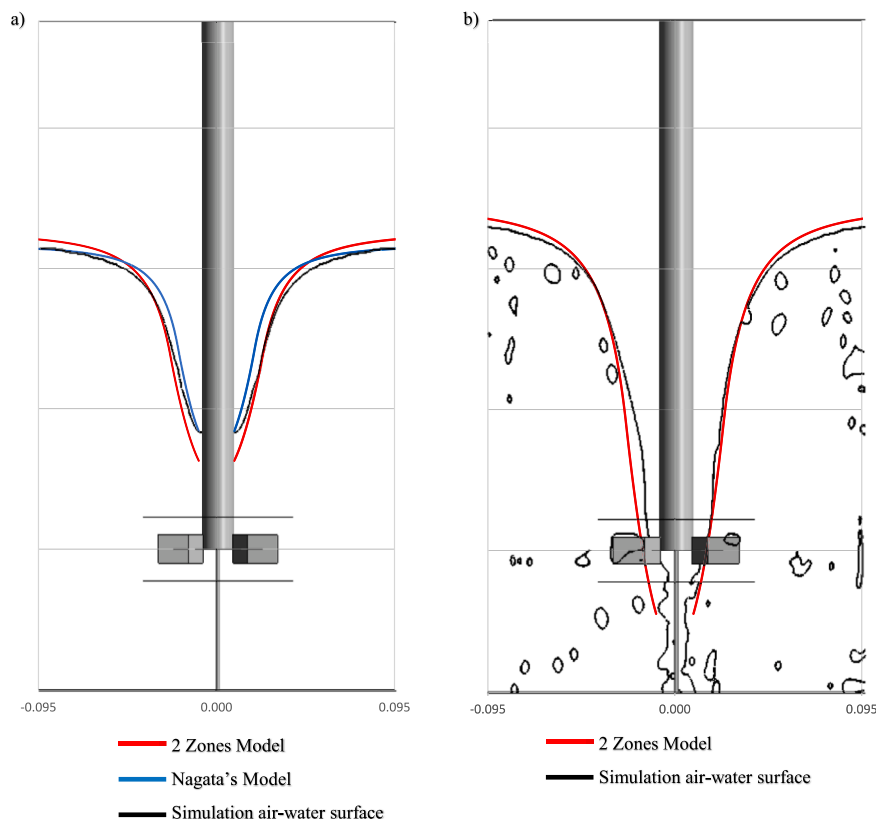 a)
b)
-0.095
0.000
0.095
-0.095
0.000
0.095
2 Zones Model
Nagata's Model
Simulation air-water surface
2 Zones Model
Simulation air-water surface